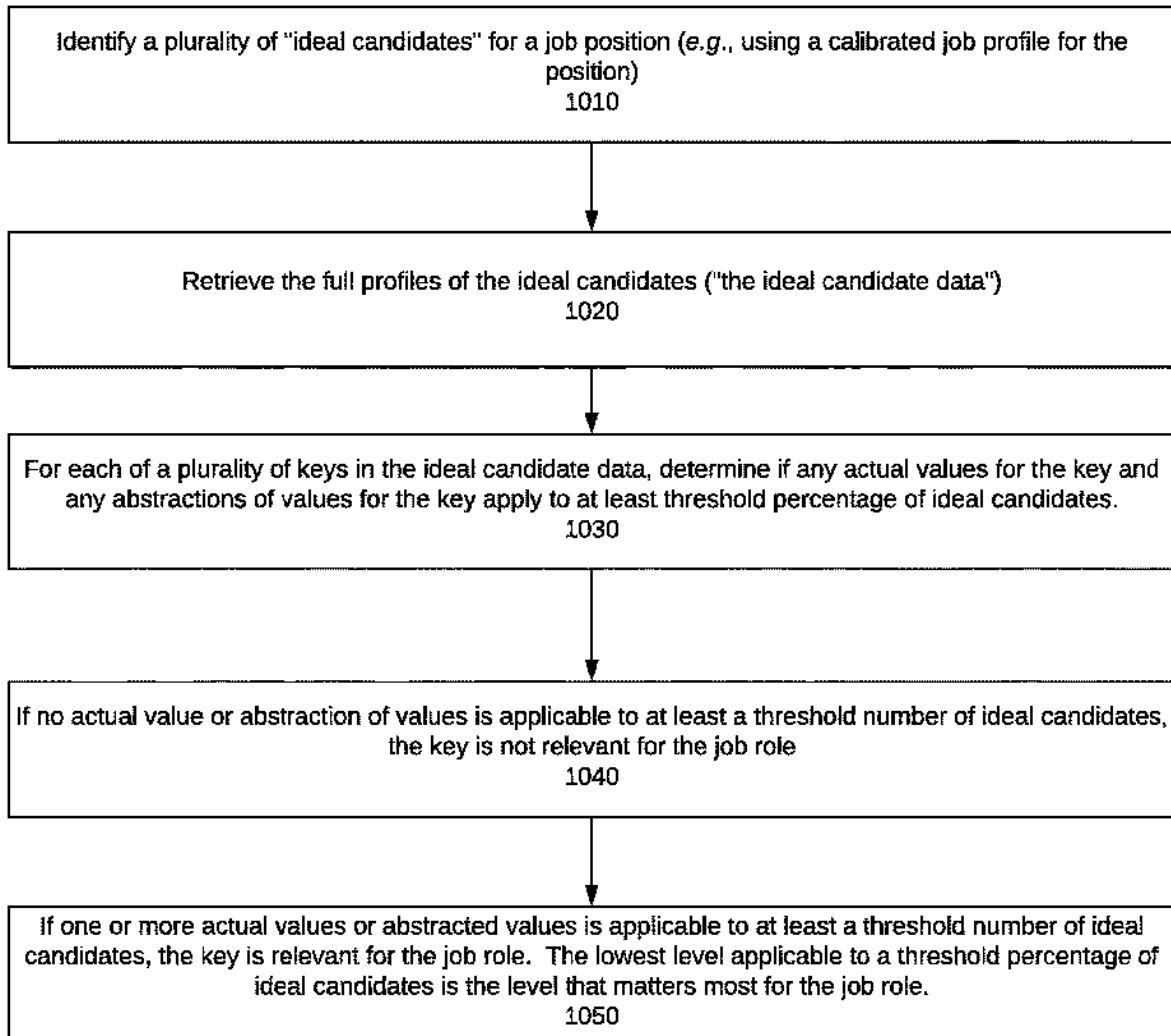 Identify a plurality of "ideal candidates" for a job position (e.g., using a calibrated job profile for the
position)
1010
Retrieve the full profiles of the ideal candidates ("the ideal candidate data")
1020
For each of a plurality of keys in the ideal candidate data, determine if any actual values for the key and
any abstractions of values for the key apply to at least threshold percentage of ideal candidates.
1030
If no actual value or abstraction of values is applicable to at least a threshold number of ideal candidates,
the key is not relevant for the job role
1040
If one or more actual values or abstracted values is applicable to at least a threshold number of ideal
candidates, the key is relevant for the job role. The lowest level applicable to a threshold percentage of
ideal candidates is the level that matters most for the job role.
1050